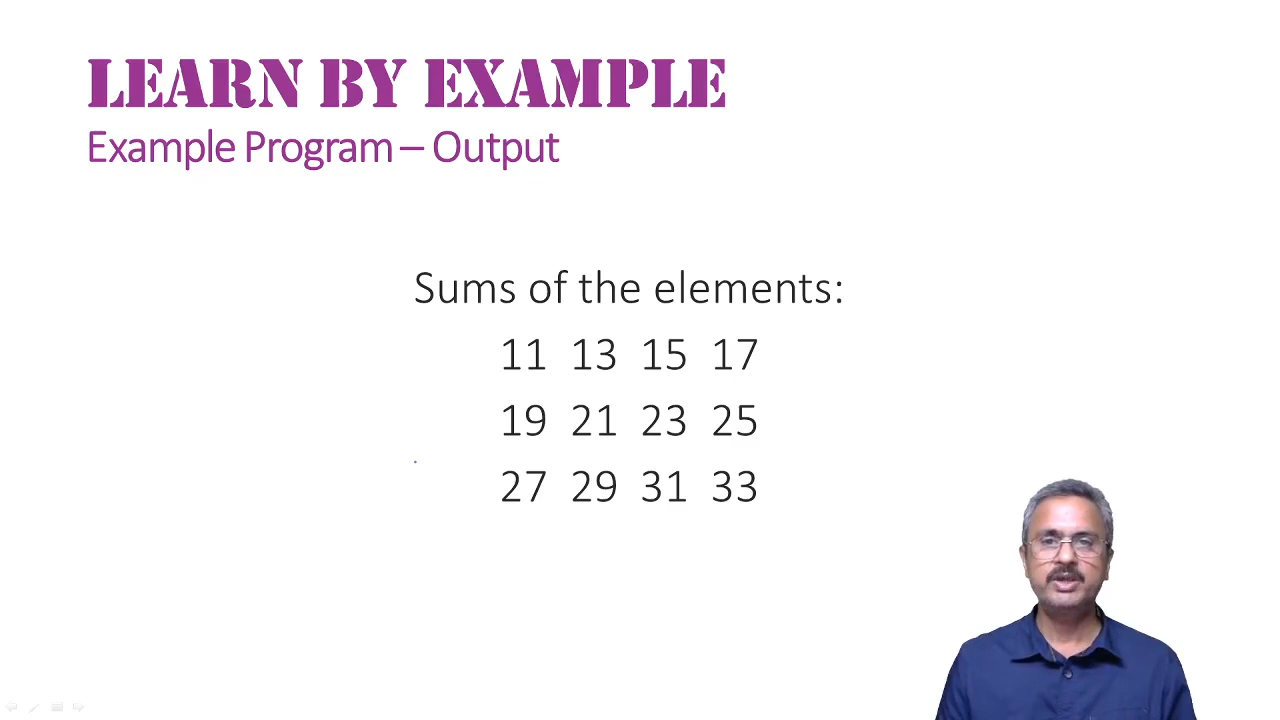 LEARN BY EXAMPLE
Example Program – Output
Sums of the elements:
11 13 15 17
19 21 23 25
27 29 31 33